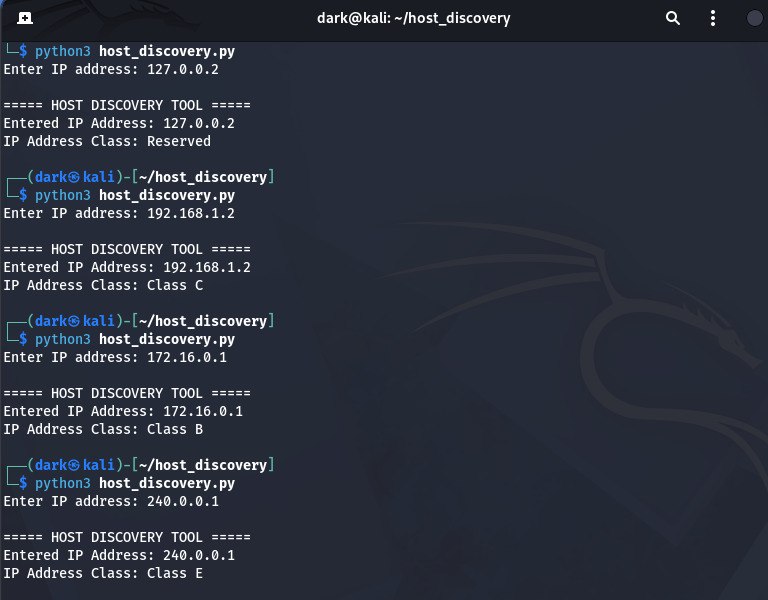 dark@kali: ~/host_discovery
└─$ python3 host_discovery.py
Enter IP address: 127.0.0.2
===== HOST DISCOVERY TOOL =====
Entered IP Address: 127.0.0.2
IP Address Class: Reserved
┌──(dark㉿kali)-[~/host_discovery]
└─$ python3 host_discovery.py
Enter IP address: 192.168.1.2
===== HOST DISCOVERY TOOL =====
Entered IP Address: 192.168.1.2
IP Address Class: Class C
┌──(dark㉿kali)-[~/host_discovery]
└─$ python3 host_discovery.py
Enter IP address: 172.16.0.1
===== HOST DISCOVERY TOOL =====
Entered IP Address: 172.16.0.1
IP Address Class: Class B
┌──(dark㉿kali)-[~/host_discovery]
└─$ python3 host_discovery.py
Enter IP address: 240.0.0.1
===== HOST DISCOVERY TOOL =====
Entered IP Address: 240.0.0.1
IP Address Class: Class E